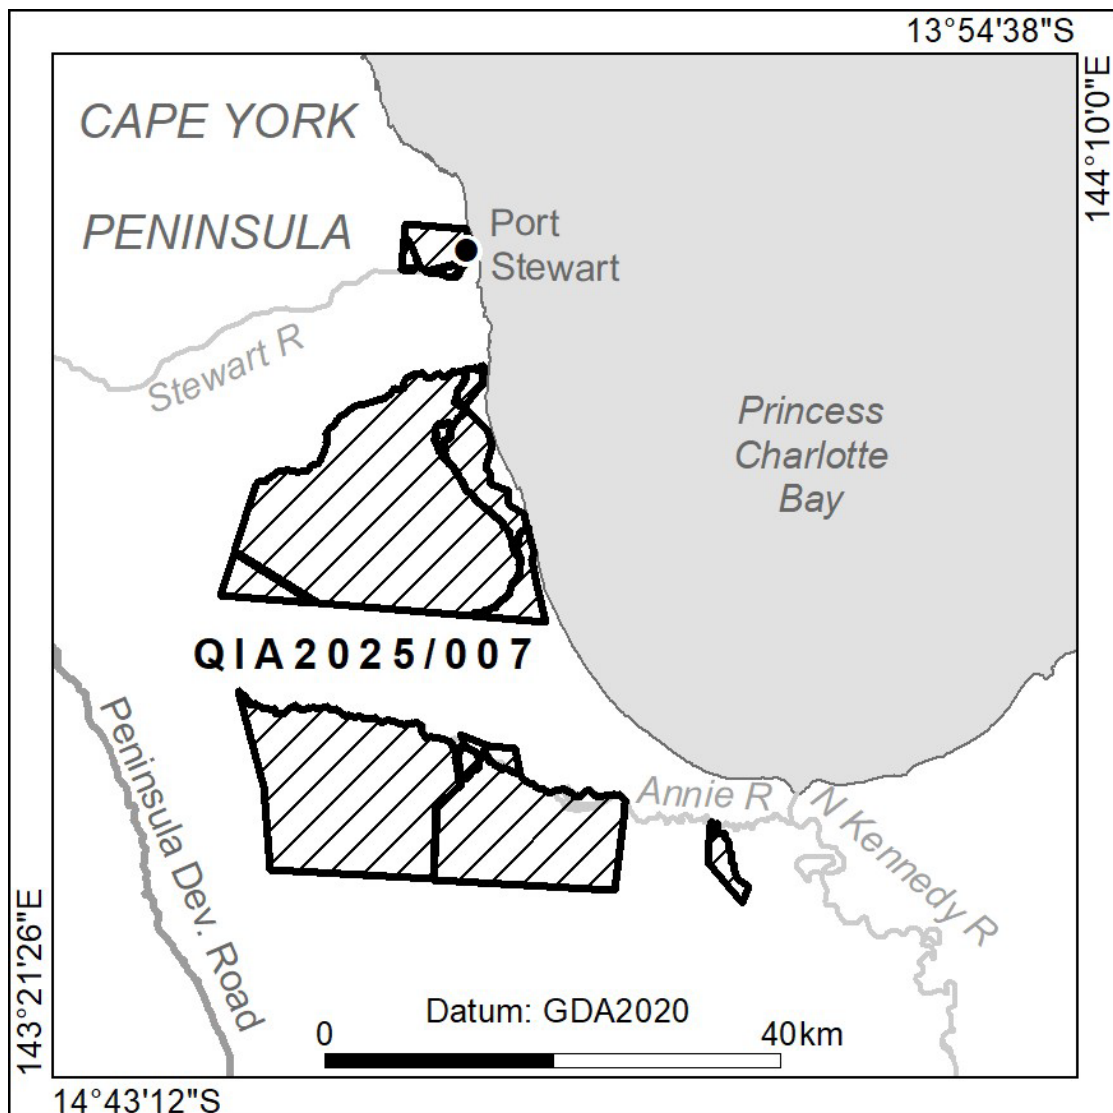 13°54'38"S
144°10'0"E
CAPE YORK
PENINSULA
Port
Stewart
Stewart R
Princess
Charlotte
Bay
QIA2025/007
Peninsula Dev. Road
Annie R
N Kennedy R
143°21'26"E
Datum: GDA2020
0
40km
14°43'12"S